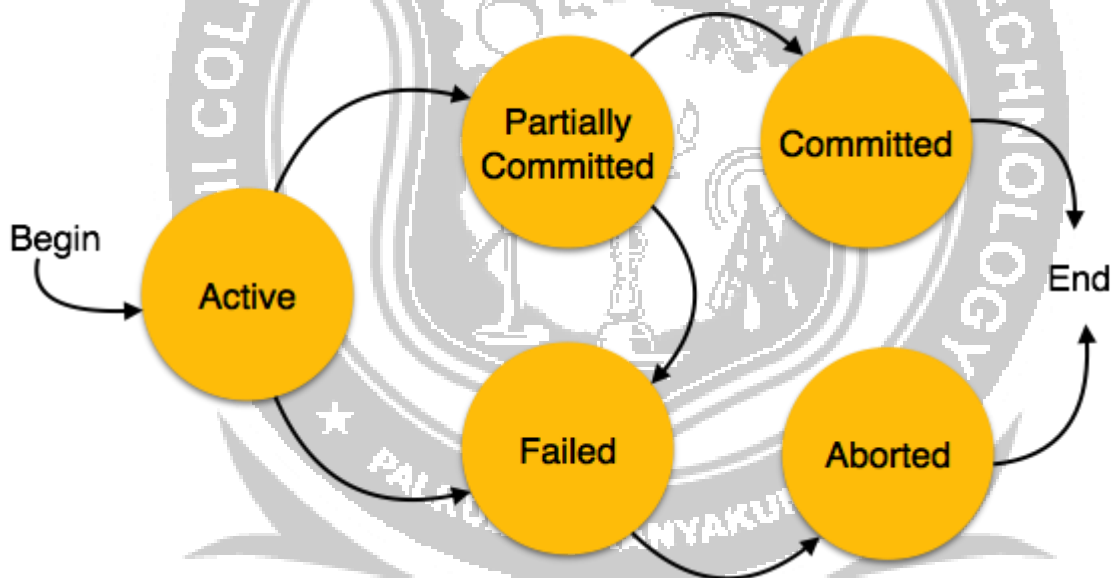 Partially
Committed
Committed
Begin
Active
End
Failed
Aborted